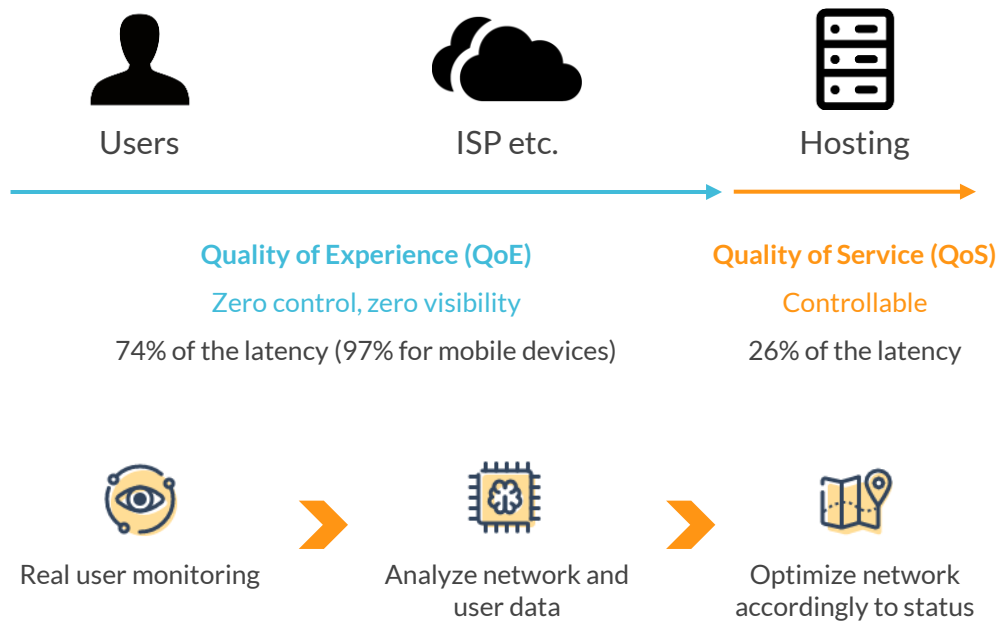 Users
ISP etc.
Hosting
Quality of Experience (QoE)
Quality of Service (QoS)
Zero control, zero visibility
Controllable
74% of the latency (97% for mobile devices)
26% of the latency
Real user monitoring
Analyze network and
user data
Optimize network
accordingly to status